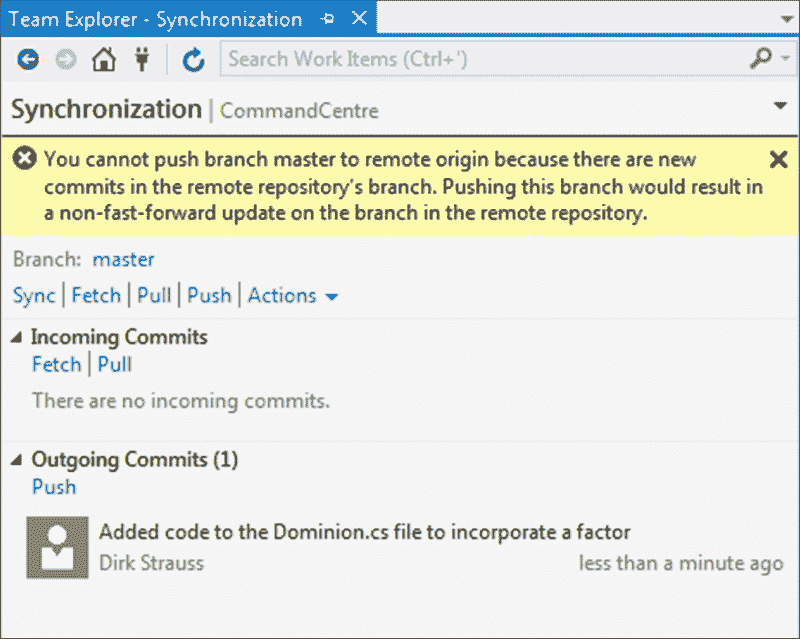 Team Explorer - Synchronization
Search Work Items (Ctrl+')
Synchronization | CommandCentre
You cannot push branch master to remote origin because there are new
commits in the remote repository's branch. Pushing this branch would result in
a non-fast-forward update on the branch in the remote repository.
Branch: master
Sync | Fetch | Pull | Push | Actions
Incoming Commits
Fetch | Pull
There are no incoming commits.
Outgoing Commits (1)
Push
Added code to the Dominion.cs file to incorporate a factor
Dirk Strauss less than a minute ago